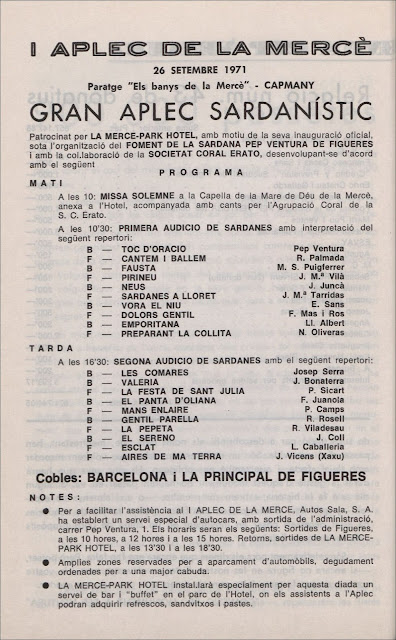 I APLEC DE LA MERCÈ
26 SETEMBRE 1971
Paratge "Els banys de la Mercè" - CAPMANY
GRAN APLEC SARDANÍSTIC
Patrocinat per LA MERCE-PARK HOTEL, amb motiu de la seva inauguració oficial,
sota l'organització del FOMENT DE LA SARDANA PEP VENTURA DE FIGUERES
i amb la col.laboració de la SOCIETAT CORAL ERATO, desenvolupant-se d'acord
amb el següent
PROGRAMA
MATI
A les 10: MISSA SOLEMNE a la Capella de la Mare de Déu de la Mercè,
anexa a l'Hotel, acompanyada amb cants per l'Agrupació Coral de la
S. C. Erato.
A les 10'30: PRIMERA AUDICIO DE SARDANES amb interpretació del
següent repertori:
B — TOC D'ORACIO Pep Ventura
F — CANTEM I BALLEM R. Palmada
B — FAUSTA M. S. Puigferrer
F — PIRINEU J. M.ª Vilà
B — NEUS J. Juncà
F — SARDANES A LLORET J. M.ª Tarridas
B — VORA EL NIU E. Sans
F — DOLORS GENTIL F. Mas i Ros
B — EMPORITANA Ll. Albert
F — PREPARANT LA COLLITA N. Oliveras
TARDA
A les 16'30: SEGONA AUDICIO DE SARDANES amb el següent repertori:
B — LES COMARES Josep Serra
B — VALERIA J. Bonaterra
F — LA FESTA DE SANT JULIA P. Sicart
B — EL PANTA D'OLIANA F. Juanola
F — MANS ENLAIRE P. Camps
B — GENTIL PARELLA R. Rosell
F — LA PEPETA R. Viladesau
B — EL SERENO J. Coll
F — ESCLAT L. Caballeria
F — AIRES DE MA TERRA J. Vicens (Xaxu)
Cobles: BARCELONA i LA PRINCIPAL DE FIGUERES
NOTES:
● Per a facilitar l'assistència al I APLEC DE LA MERCE, Autos Sala, S. A.
ha establert un servei especial d'autocars, amb sortida de l'administració,
carrer Pep Ventura, 1. Els horaris seran els següents: Sortides de Figueres,
a les 10 hores, a 12 hores i a les 15 hores. Retorns, sortides de LA MERCE-
PARK HOTEL, a les 13'30 i a les 18'30.
● Amplies zones reservades per a aparcament d'automòbils, degudament
ordenades per a una major cabuda.
● LA MERCE-PARK HOTEL instal.larà especialment per aquesta diada un
servei de bar i "buffet" en el parc de l'Hotel, on els assistents a l'Aplec
podran adquirir refrescos, sandvitxos i pastes.